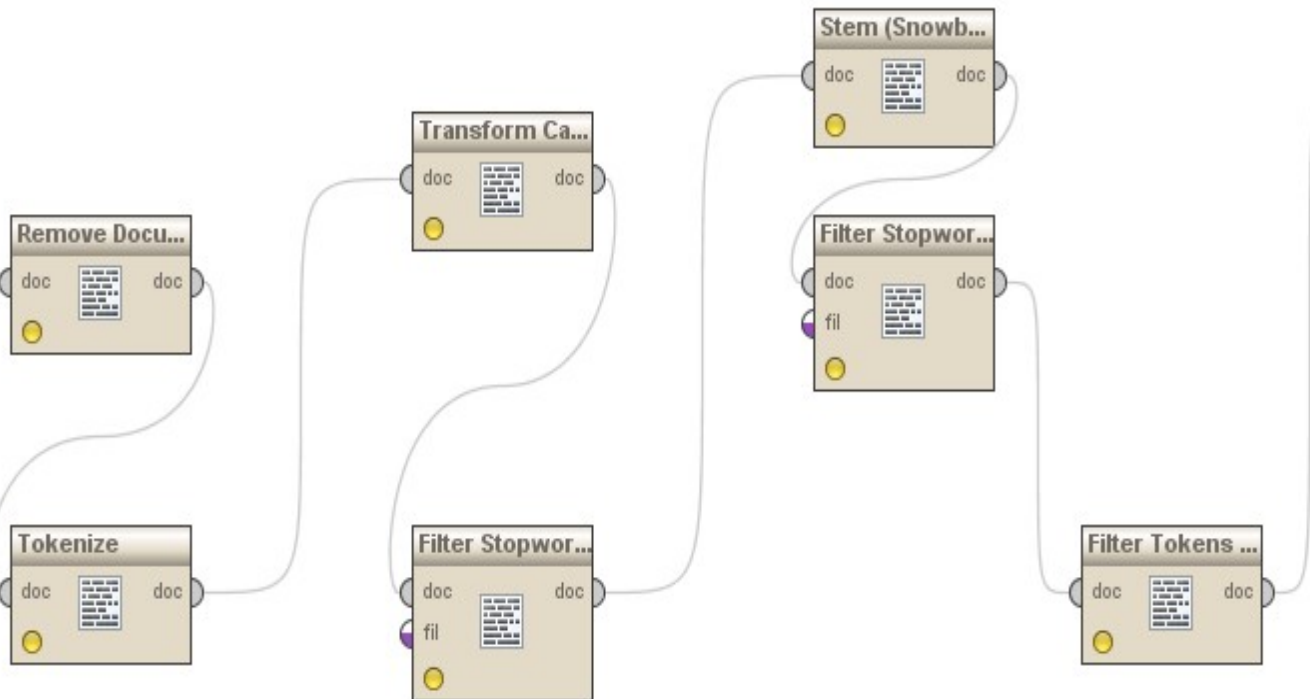 Remove Docu...
doc doc
Tokenize
doc doc
Transform Ca...
doc doc
Filter Stopwor...
doc doc
fil
Stem (Snowb...
doc doc
Filter Stopwor...
doc doc
fil
Filter Tokens ...
doc doc